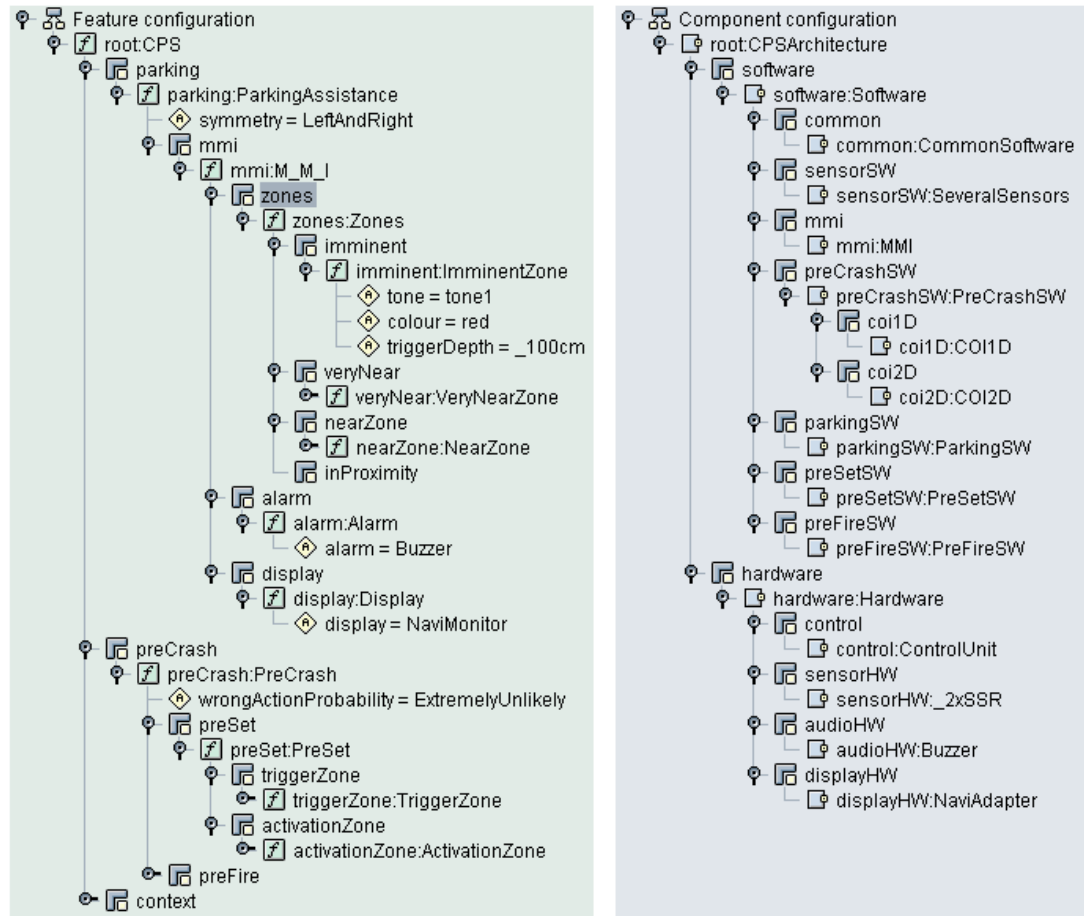 Feature configuration
root:CPS
parking
parking:ParkingAssistance
symmetry = LeftAndRight
mmi
mmi:M_M_I
zones
zones:Zones
imminent
imminent:ImminentZone
tone = tone1
colour = red
triggerDepth = _100cm
veryNear
veryNear:VeryNearZone
nearZone
nearZone:NearZone
inProximity
alarm
alarm:Alarm
alarm = Buzzer
display
display:Display
display = NaviMonitor
preCrash
preCrash:PreCrash
wrongActionProbability = ExtremelyUnlikely
preSet
preSet:PreSet
triggerZone
triggerZone:TriggerZone
activationZone
activationZone:ActivationZone
preFire
context
Component configuration
root:CPSArchitecture
software
software:Software
common
common:CommonSoftware
sensorSW
sensorSW:SeveralSensors
mmi
mmi:MMI
preCrashSW
preCrashSW:PreCrashSW
coi1D
coi1D:COI1D
coi2D
coi2D:COI2D
parkingSW
parkingSW:ParkingSW
preSetSW
preSetSW:PreSetSW
preFireSW
preFireSW:PreFireSW
hardware
hardware:Hardware
control
control:ControlUnit
sensorHW
sensorHW:_2xSSR
audioHW
audioHW:Buzzer
displayHW
displayHW:NaviAdapter